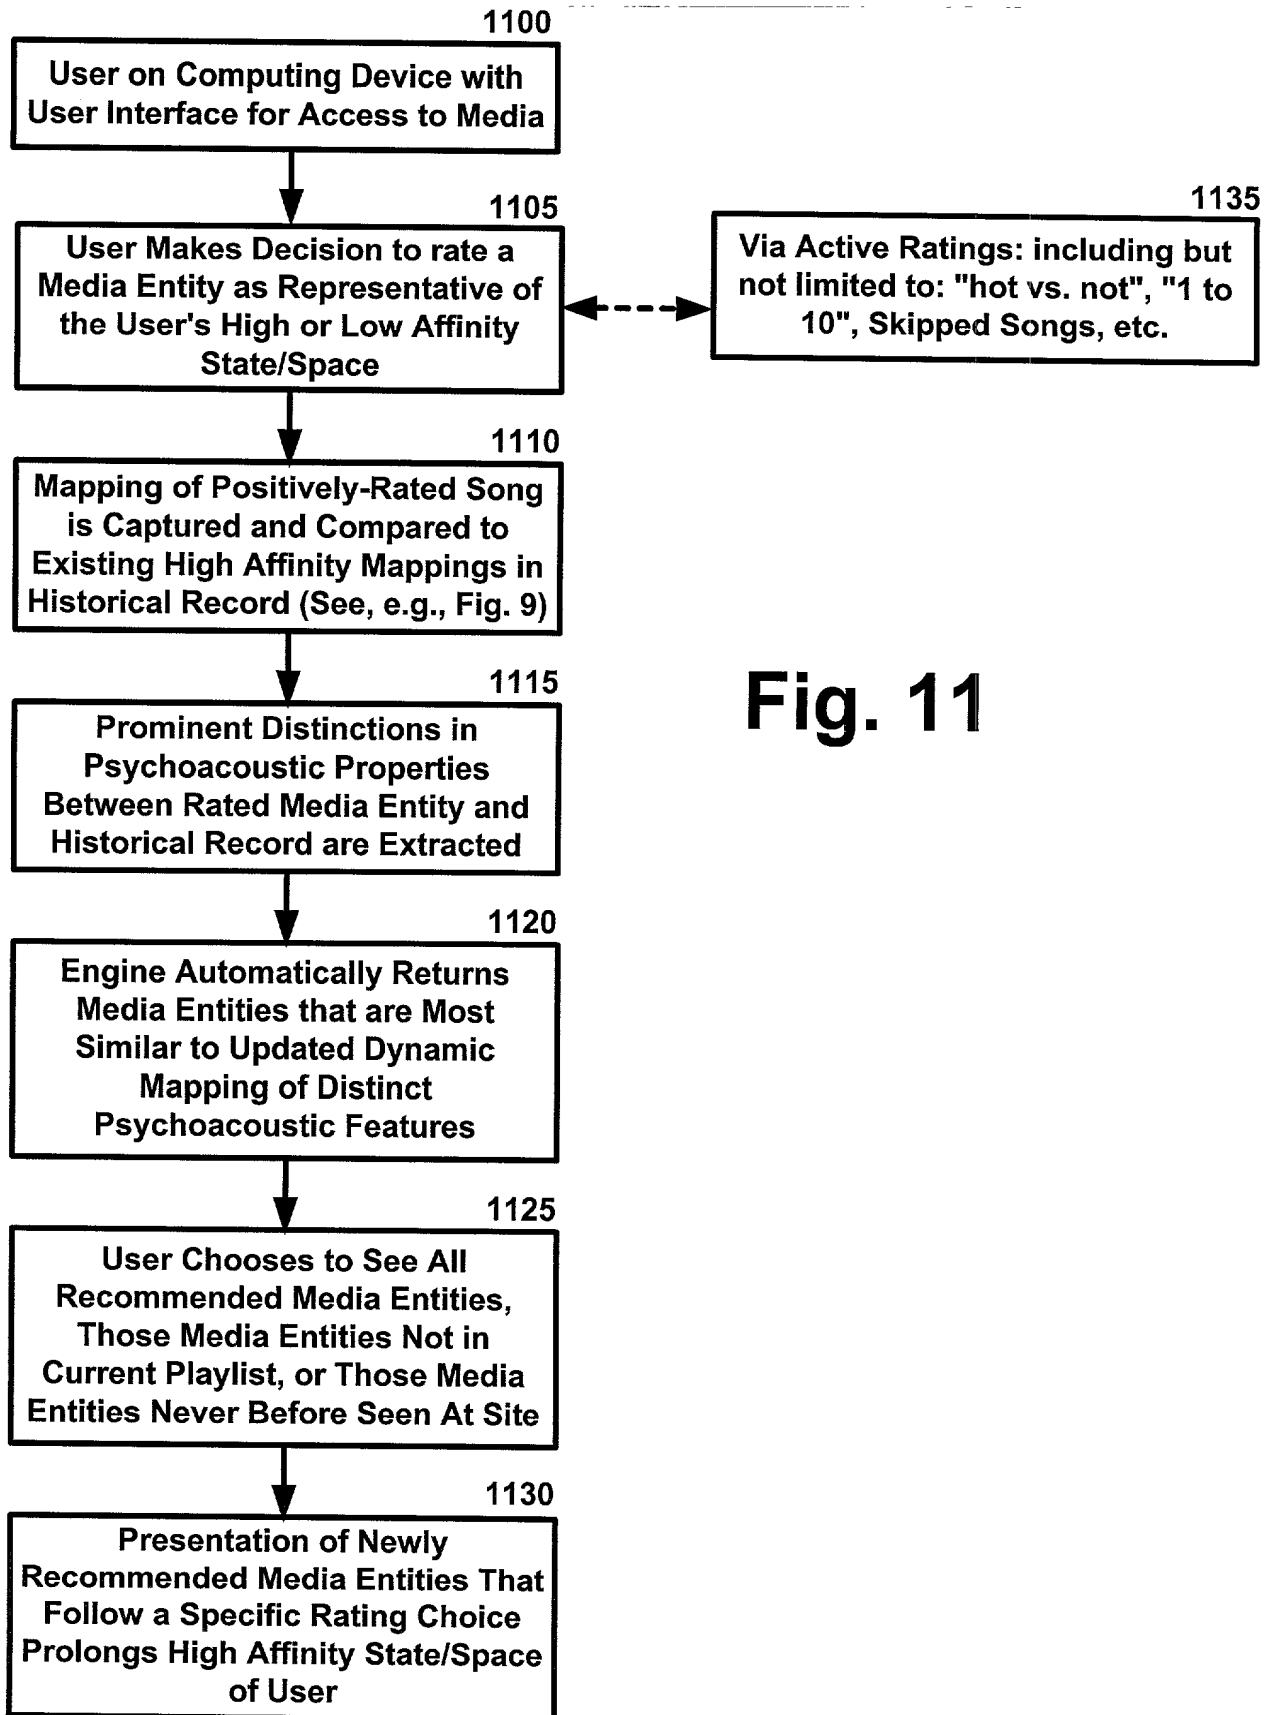 1100
User on Computing Device with
User Interface for Access to Media
1105
User Makes Decision to rate a
Media Entity as Representative of
the User's High or Low Affinity
State/Space
1135
Via Active Ratings: including but
not limited to: "hot vs. not", "1 to
10", Skipped Songs, etc.
1110
Mapping of Positively-Rated Song
is Captured and Compared to
Existing High Affinity Mappings in
Historical Record (See, e.g., Fig. 9)
1115
Prominent Distinctions in
Psychoacoustic Properties
Between Rated Media Entity and
Historical Record are Extracted
Fig. 11
1120
Engine Automatically Returns
Media Entities that are Most
Similar to Updated Dynamic
Mapping of Distinct
Psychoacoustic Features
1125
User Chooses to See All
Recommended Media Entities,
Those Media Entities Not in
Current Playlist, or Those Media
Entities Never Before Seen At Site
1130
Presentation of Newly
Recommended Media Entities That
Follow a Specific Rating Choice
Prolongs High Affinity State/Space
of User